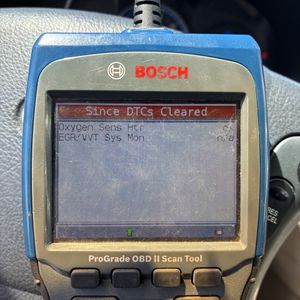 BOSCH
Since DTCs Cleared
Oxygen Sens Htr
EGR/VVT Sys Mon n/a
ProGrade OBD II Scan Tool